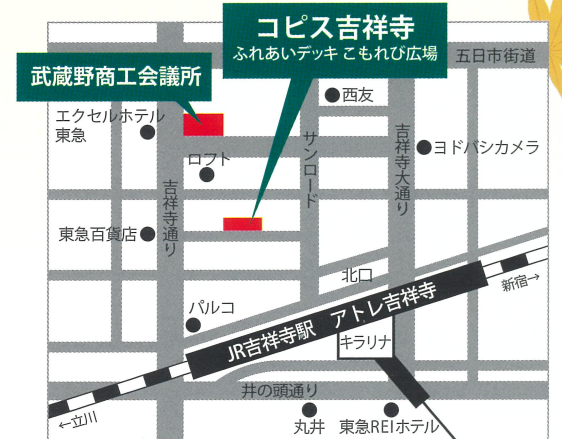 コピス吉祥寺
ふれあいデッキ こもれび広場
武蔵野商工会議所
五日市街道
西友
エクセルホテル
東急
ロフト
サンロード
吉祥寺大通り
ヨドバシカメラ
吉祥寺通り
東急百貨店
北口
新宿→
パルコ
JR吉祥寺駅 アトレ吉祥寺
キラリナ
井の頭通り
←立川
丸井
東急REIホテル